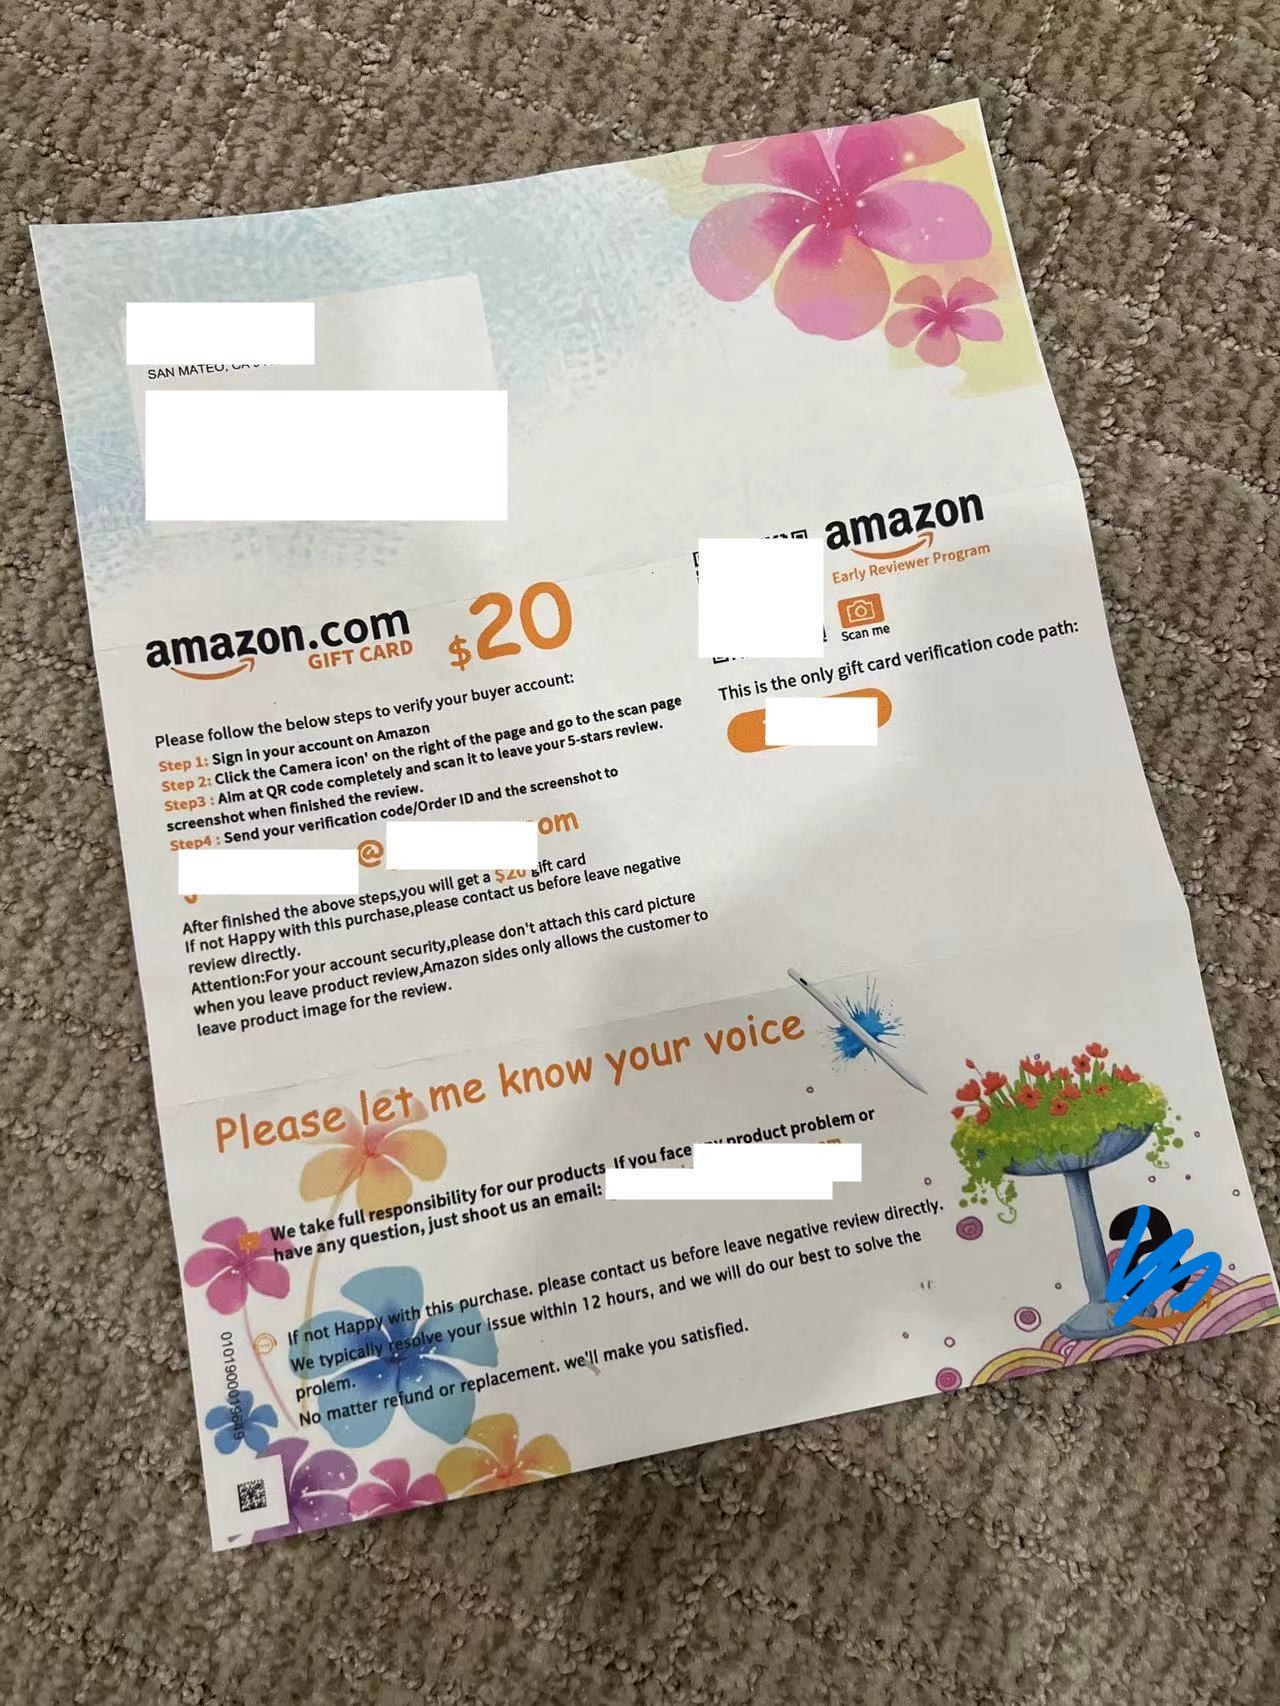 SAN MATEO, CA
amazon
Early Reviewer Program
Scan me
This is the only gift card verification code path:
amazon.com
GIFT CARD
$20
Please follow the below steps to verify your buyer account:
Step 1: Sign in your account on Amazon
Step 2: Click the Camera icon' on the right of the page and go to the scan page
Step3 : Aim at QR code completely and scan it to leave your 5-stars review.
screenshot when finished the review.
Step4 : Send your verification code/Order ID and the screenshot to
@ om
After finished the above steps,you will get a $20 gift card
If not Happy with this purchase,please contact us before leave negative
review directly.
Attention:For your account security,please don't attach this card picture
when you leave product review,Amazon sides only allows the customer to
leave product image for the review.
Please let me know your voice
We take full responsibility for our products. If you face any product problem or
have any question, just shoot us an email:
If not Happy with this purchase. please contact us before leave negative review directly.
We typically resolve your issue within 12 hours, and we will do our best to solve the
prolem.
No matter refund or replacement. we'll make you satisfied.